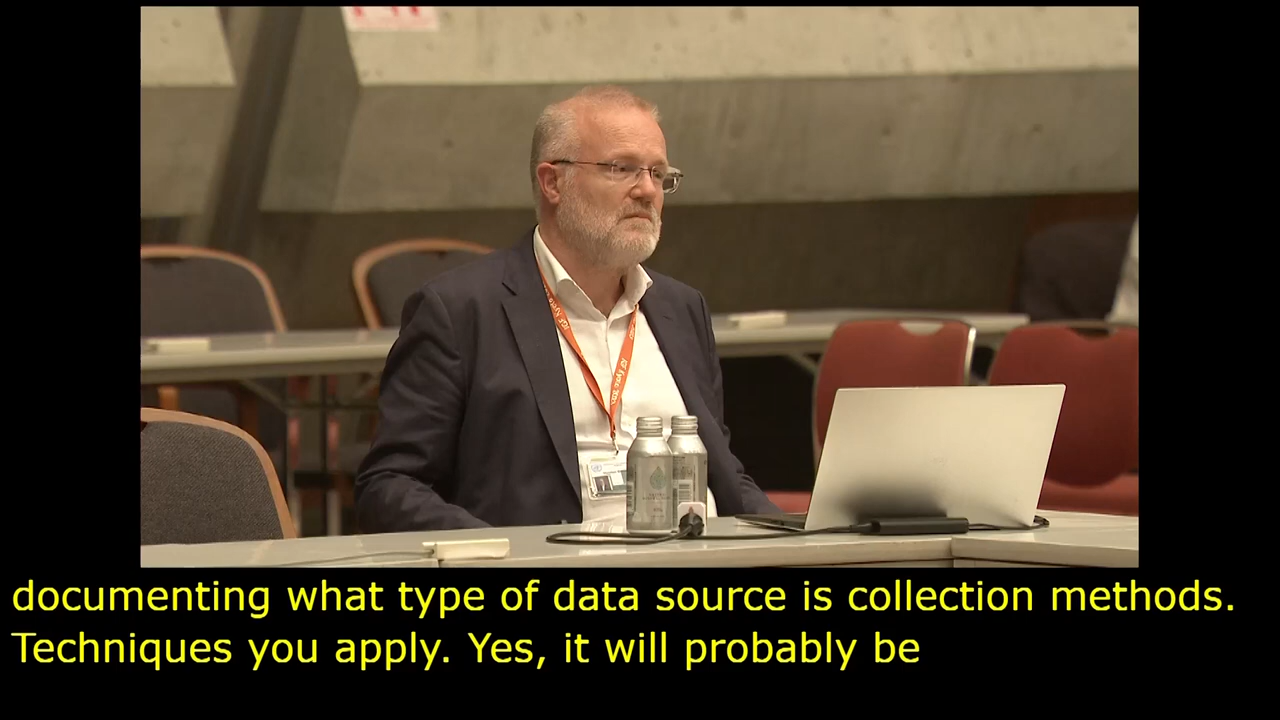 documenting what type of data source is collection methods.
Techniques you apply. Yes, it will probably be